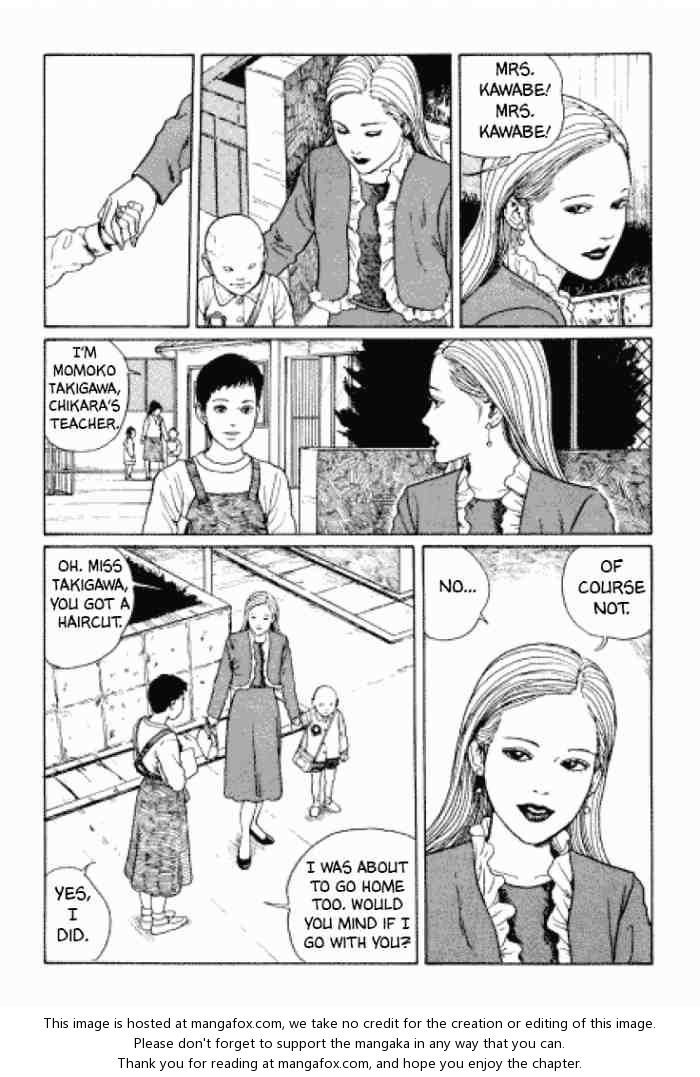 MRS.
KAWABE!
MRS.
KAWABE!
I'M
MOMOKO
TAKIGAWA,
CHIKARA'S
TEACHER.
OH. MISS
TAKIGAWA,
YOU GOT A
HAIRCUT.
YES,
I
DID.
I WAS ABOUT
TO GO HOME
TOO. WOULD
YOU MIND IF I
GO WITH YOU?
NO...
OF
COURSE
NOT.
This image is hosted at mangafox.com, we take no credit for the creation or editing of this image.
Please don't forget to support the mangaka in any way that you can.
Thank you for reading at mangafox.com, and hope you enjoy the chapter.